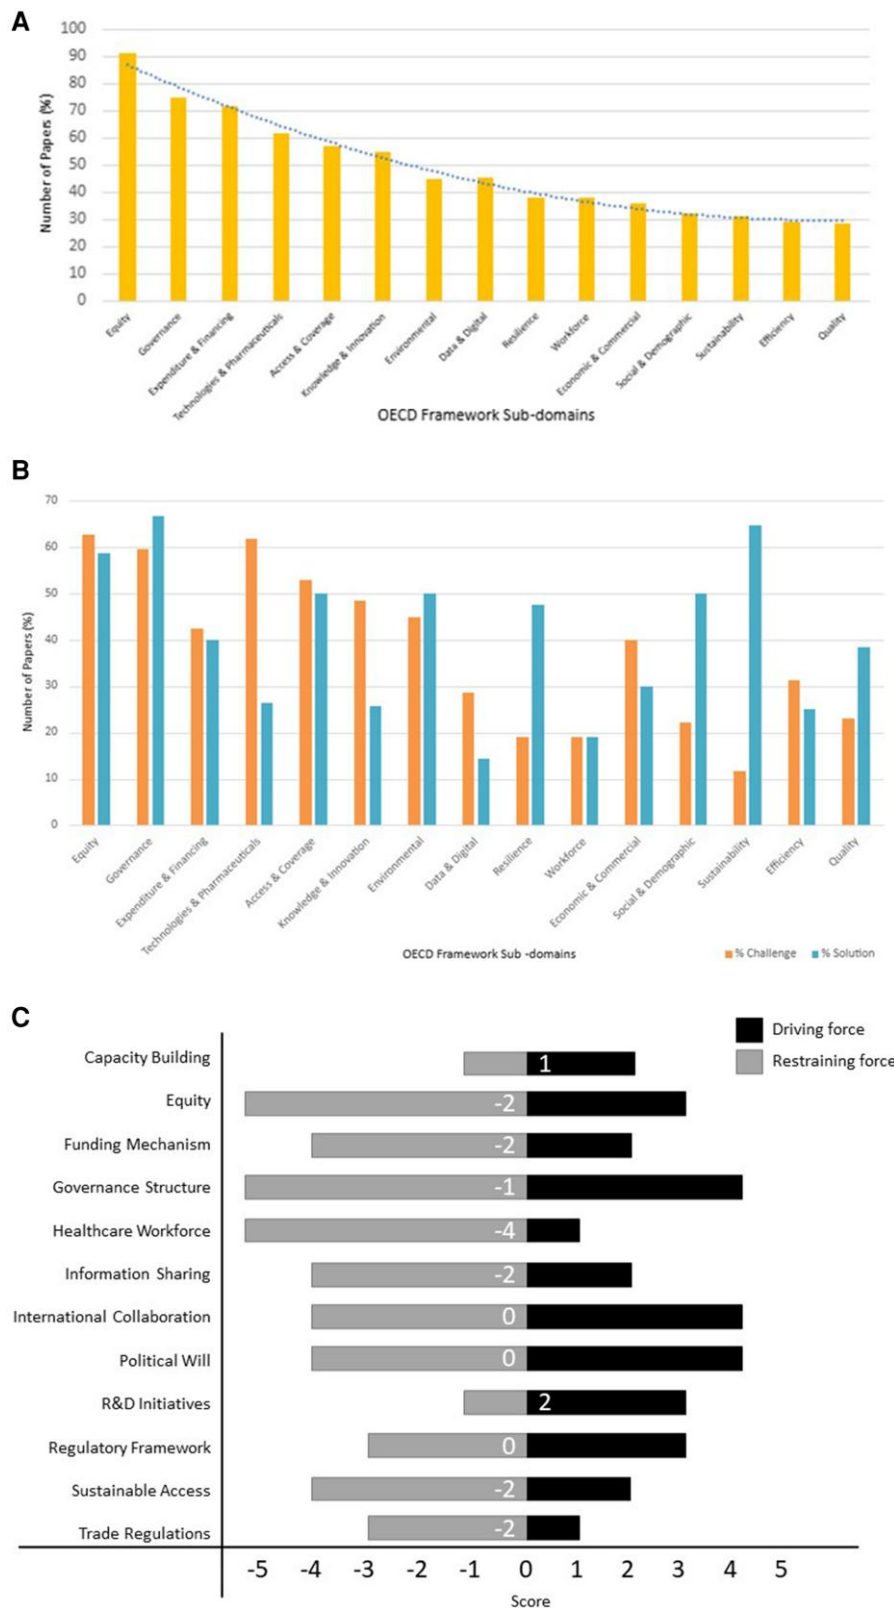 A
100
90
80
70
60
50
40
30
20
10
0
Number of Papers (%)
Equity
Governance
Expenditure & Financing
Technologies & Pharmaceuticals
Access & Coverage
Knowledge & Innovation
Environmental
Data & Digital
Resilience
Workforce
Economic & Commercial
Social & Demographic
Sustainability
Efficiency
Quality
OECD Framework Sub-domains
B
70
60
50
40
30
20
10
0
Number of Papers (%)
Equity
Governance
Expenditure & Financing
Technologies & Pharmaceuticals
Access & Coverage
Knowledge & Innovation
Environmental
Data & Digital
Resilience
Workforce
Economic & Commercial
Social & Demographic
Sustainability
Efficiency
Quality
OECD Framework Sub -domains
% Challenge
% Solution
C
Driving force
Restraining force
Capacity Building 1
Equity -2
Funding Mechanism -2
Governance Structure -1
Healthcare Workforce -4
Information Sharing -2
International Collaboration 0
Political Will 0
R&D Initiatives 2
Regulatory Framework 0
Sustainable Access -2
Trade Regulations -2
-5 -4 -3 -2 -1 0 1 2 3 4 5
Score